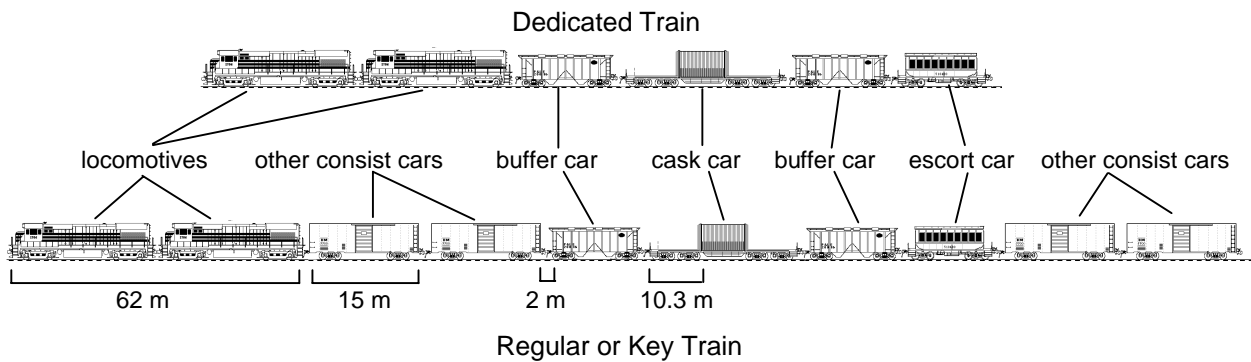 Dedicated Train
locomotives other consist cars buffer car cask car buffer car escort car other consist cars
62 m 15 m 2 m 10.3 m
Regular or Key Train